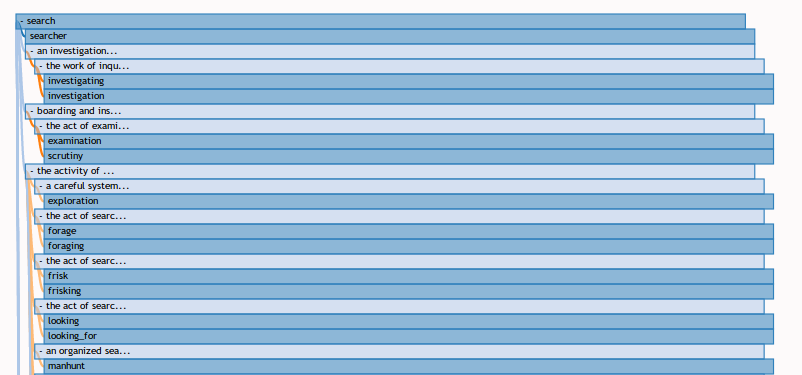 - search
searcher
- an investigation...
- the work of inqu...
investigating
investigation
- boarding and ins...
- the act of exami...
examination
scrutiny
- the activity of ...
- a careful system...
exploration
- the act of searc...
forage
foraging
- the act of searc...
frisk
frisking
- the act of searc...
looking
looking_for
- an organized sea...
manhunt